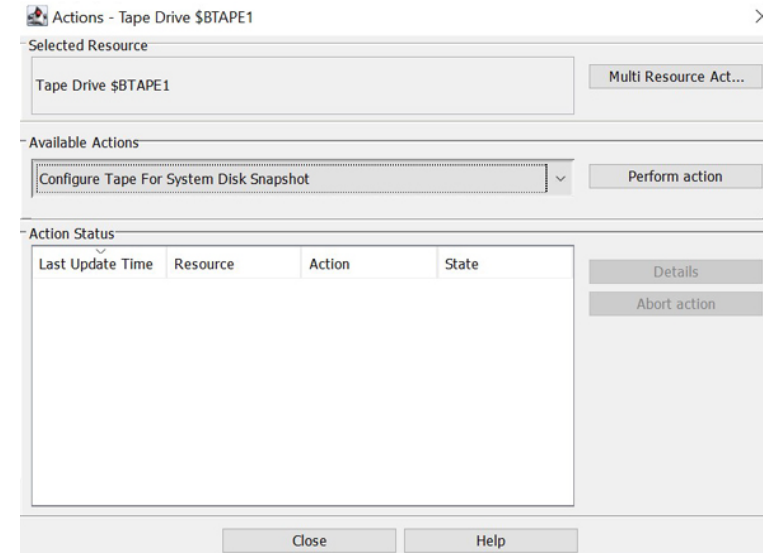 Actions - Tape Drive $BTAPE1
Selected Resource
Tape Drive $BTAPE1
Multi Resource Act...
Available Actions
Configure Tape For System Disk Snapshot
Perform action
Action Status
Last Update Time Resource Action State
Details
Abort action
Close Help